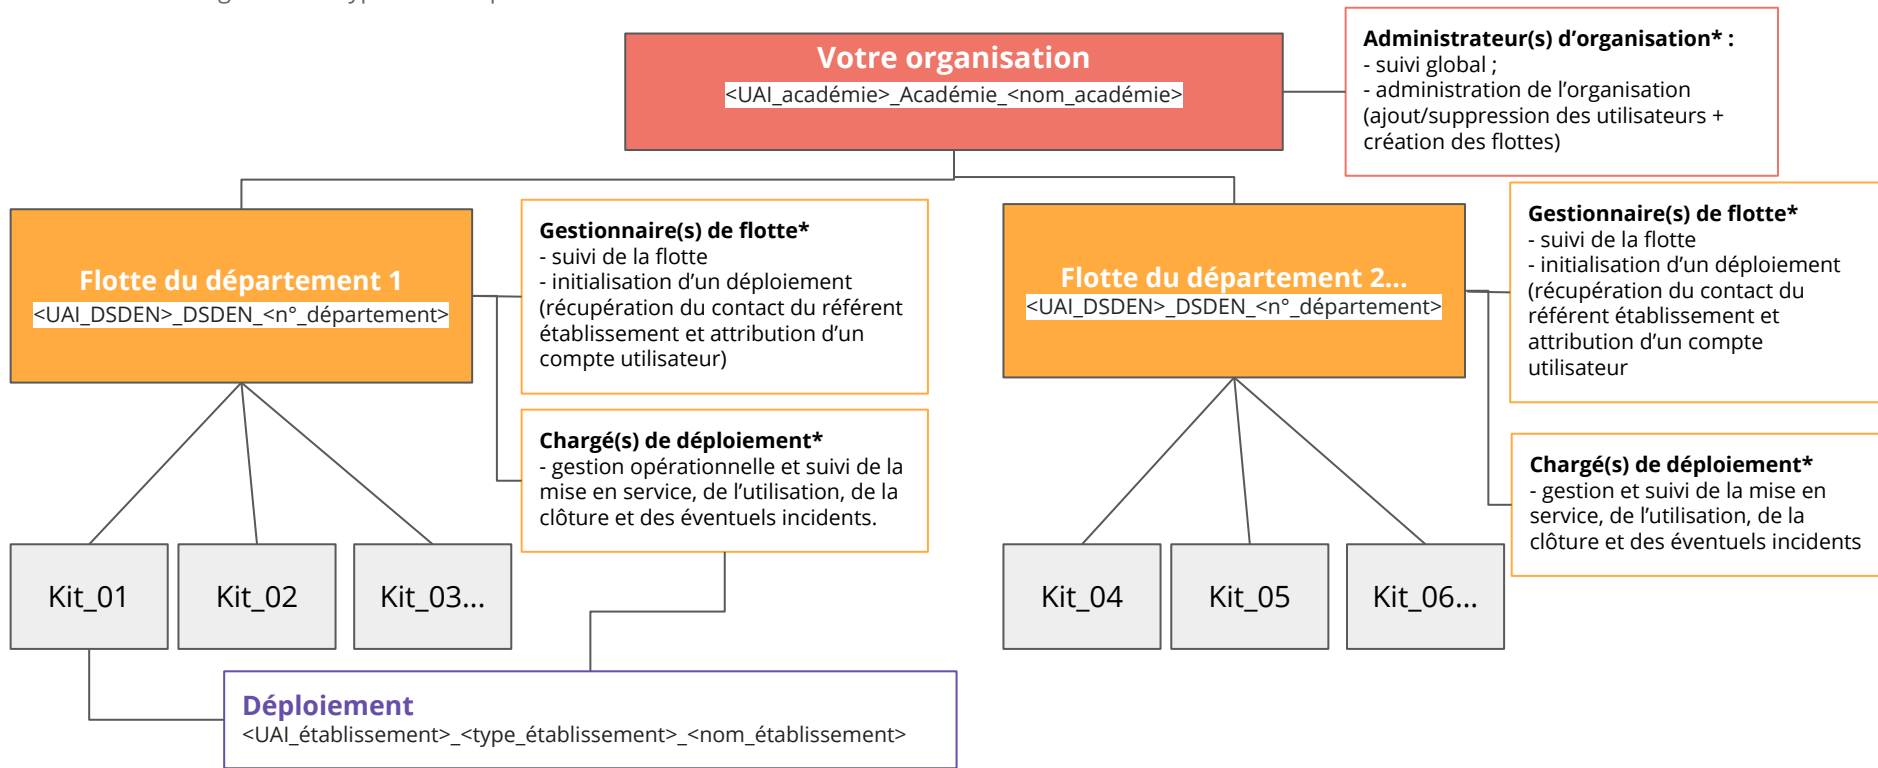 Votre organisation
<UAI_académie>_Académie_<nom_académie>
Administrateur(s) d’organisation* :
- suivi global ;
- administration de l’organisation
(ajout/suppression des utilisateurs +
création des flottes)
Flotte du département 1
<UAI_DSDEN>_DSDEN_<n°_département>
Gestionnaire(s) de flotte*
- suivi de la flotte
- initialisation d’un déploiement
(récupération du contact du référent
établissement et attribution d’un
compte utilisateur)
Chargé(s) de déploiement*
- gestion opérationnelle et suivi de la
mise en service, de l’utilisation, de la
clôture et des éventuels incidents.
Flotte du département 2...
<UAI_DSDEN>_DSDEN_<n°_département>
Gestionnaire(s) de flotte*
- suivi de la flotte
- initialisation d’un déploiement
(récupération du contact du
référent établissement et
attribution d’un compte
utilisateur
Chargé(s) de déploiement*
- gestion et suivi de la mise en
service, de l’utilisation, de la
clôture et des éventuels incidents
Kit_01
Kit_02
Kit_03...
Kit_04
Kit_05
Kit_06...
Déploiement
<UAI_établissement>_<type_établissement>_<nom_établissement>